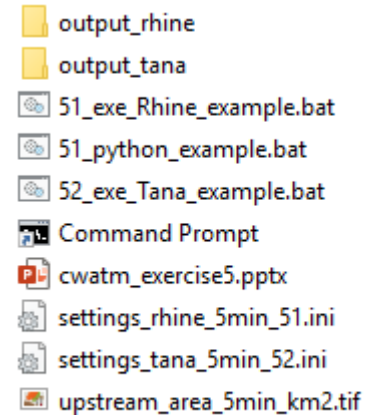 output_rhine
output_tana
51_exe_Rhine_example.bat
51_python_example.bat
52_exe_Tana_example.bat
Command Prompt
cwatm_exercise5.pptx
settings_rhine_5min_51.ini
settings_tana_5min_52.ini
upstream_area_5min_km2.tif